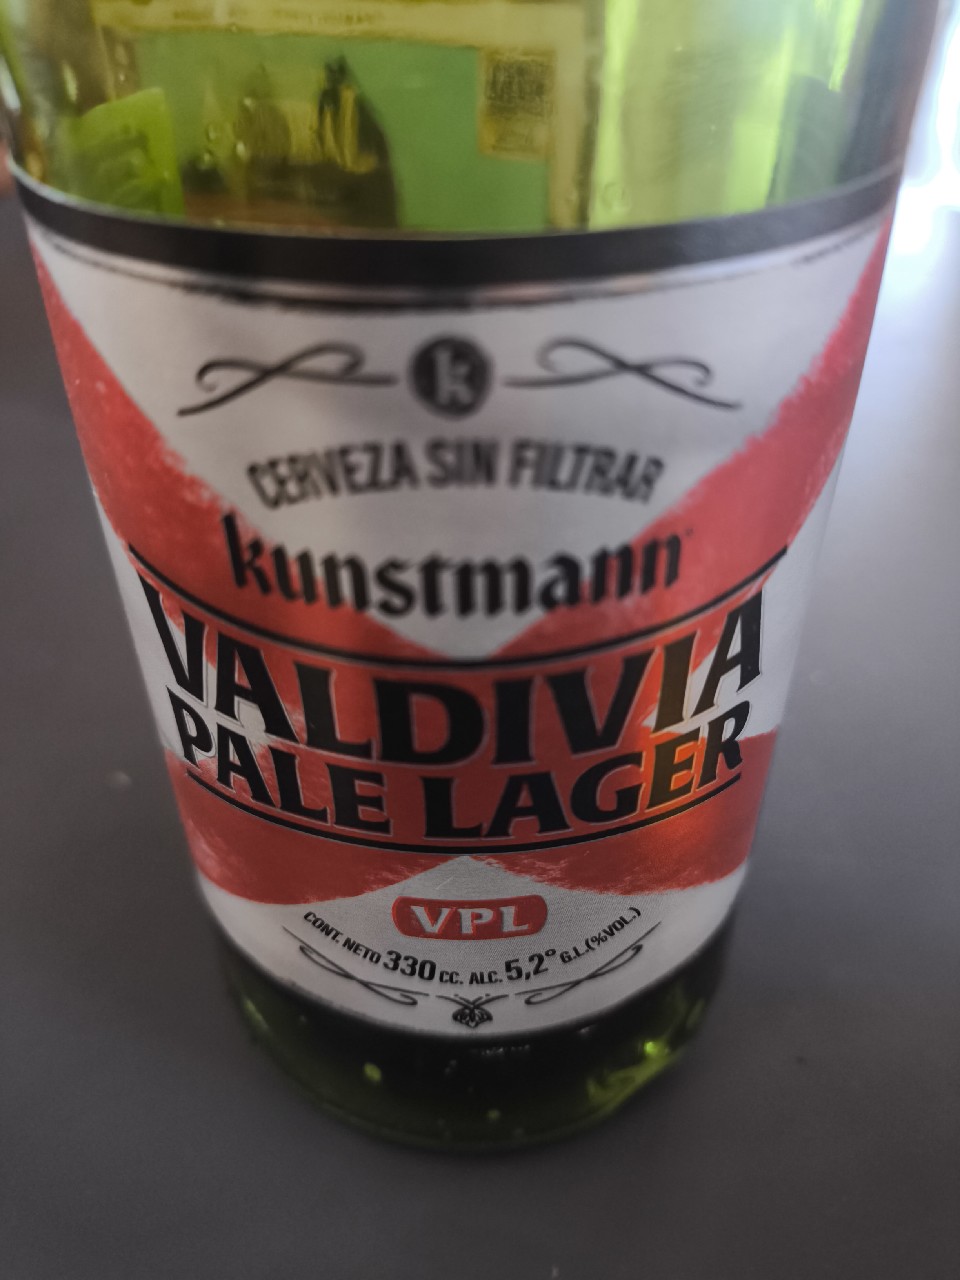 k
CERVEZA SIN FILTRAR
kunstmann
VALDIVIA
PALE LAGER
VPL
CONT. NETO 330 CC. ALC. 5,2° G.L.(%VOL.)